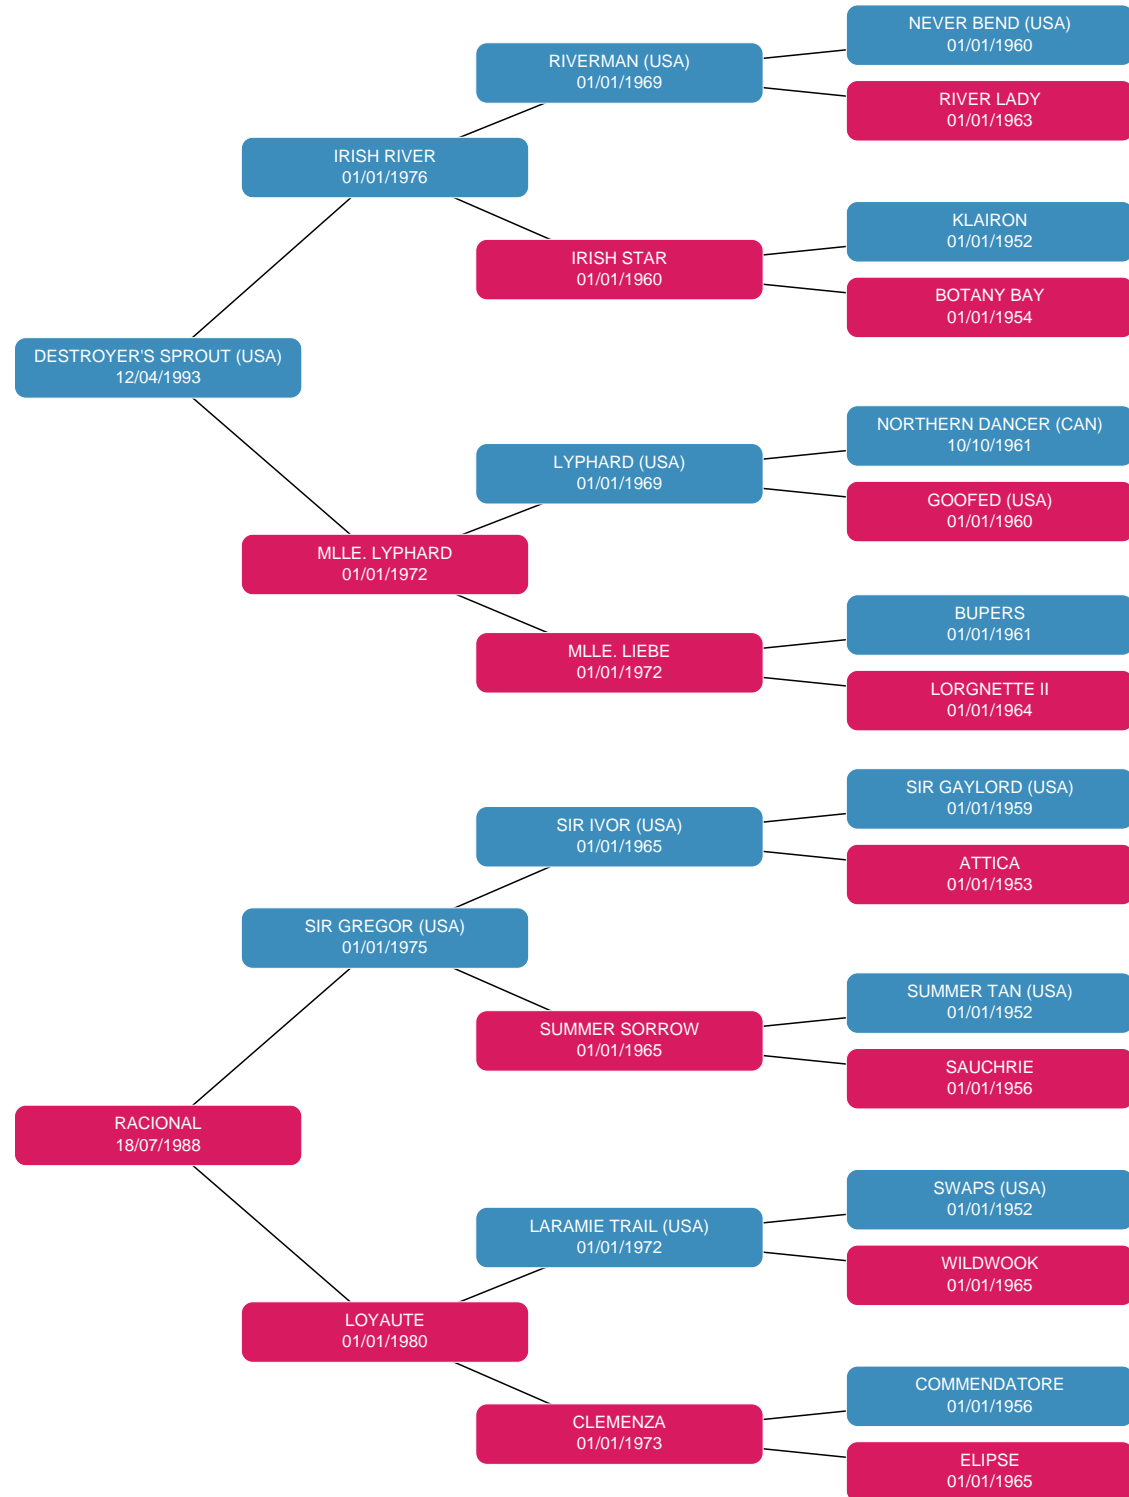 NEVER BEND (USA)
01/01/1960
RIVERMAN (USA)
01/01/1969
RIVER LADY
01/01/1963
IRISH RIVER
01/01/1976
KLAIRON
01/01/1952
IRISH STAR
01/01/1960
BOTANY BAY
01/01/1954
DESTROYER'S SPROUT (USA)
12/04/1993
NORTHERN DANCER (CAN)
10/10/1961
LYPHARD (USA)
01/01/1969
GOOFED (USA)
01/01/1960
MLLE. LYPHARD
01/01/1972
BUPERS
01/01/1961
MLLE. LIEBE
01/01/1972
LORGNETTE II
01/01/1964
SIR GAYLORD (USA)
01/01/1959
SIR IVOR (USA)
01/01/1965
ATTICA
01/01/1953
SIR GREGOR (USA)
01/01/1975
SUMMER TAN (USA)
01/01/1952
SUMMER SORROW
01/01/1965
SAUCHRIE
01/01/1956
RACIONAL
18/07/1988
SWAPS (USA)
01/01/1952
LARAMIE TRAIL (USA)
01/01/1972
WILDWOOK
01/01/1965
LOYAUTE
01/01/1980
COMMENDATORE
01/01/1956
CLEMENZA
01/01/1973
ELIPSE
01/01/1965